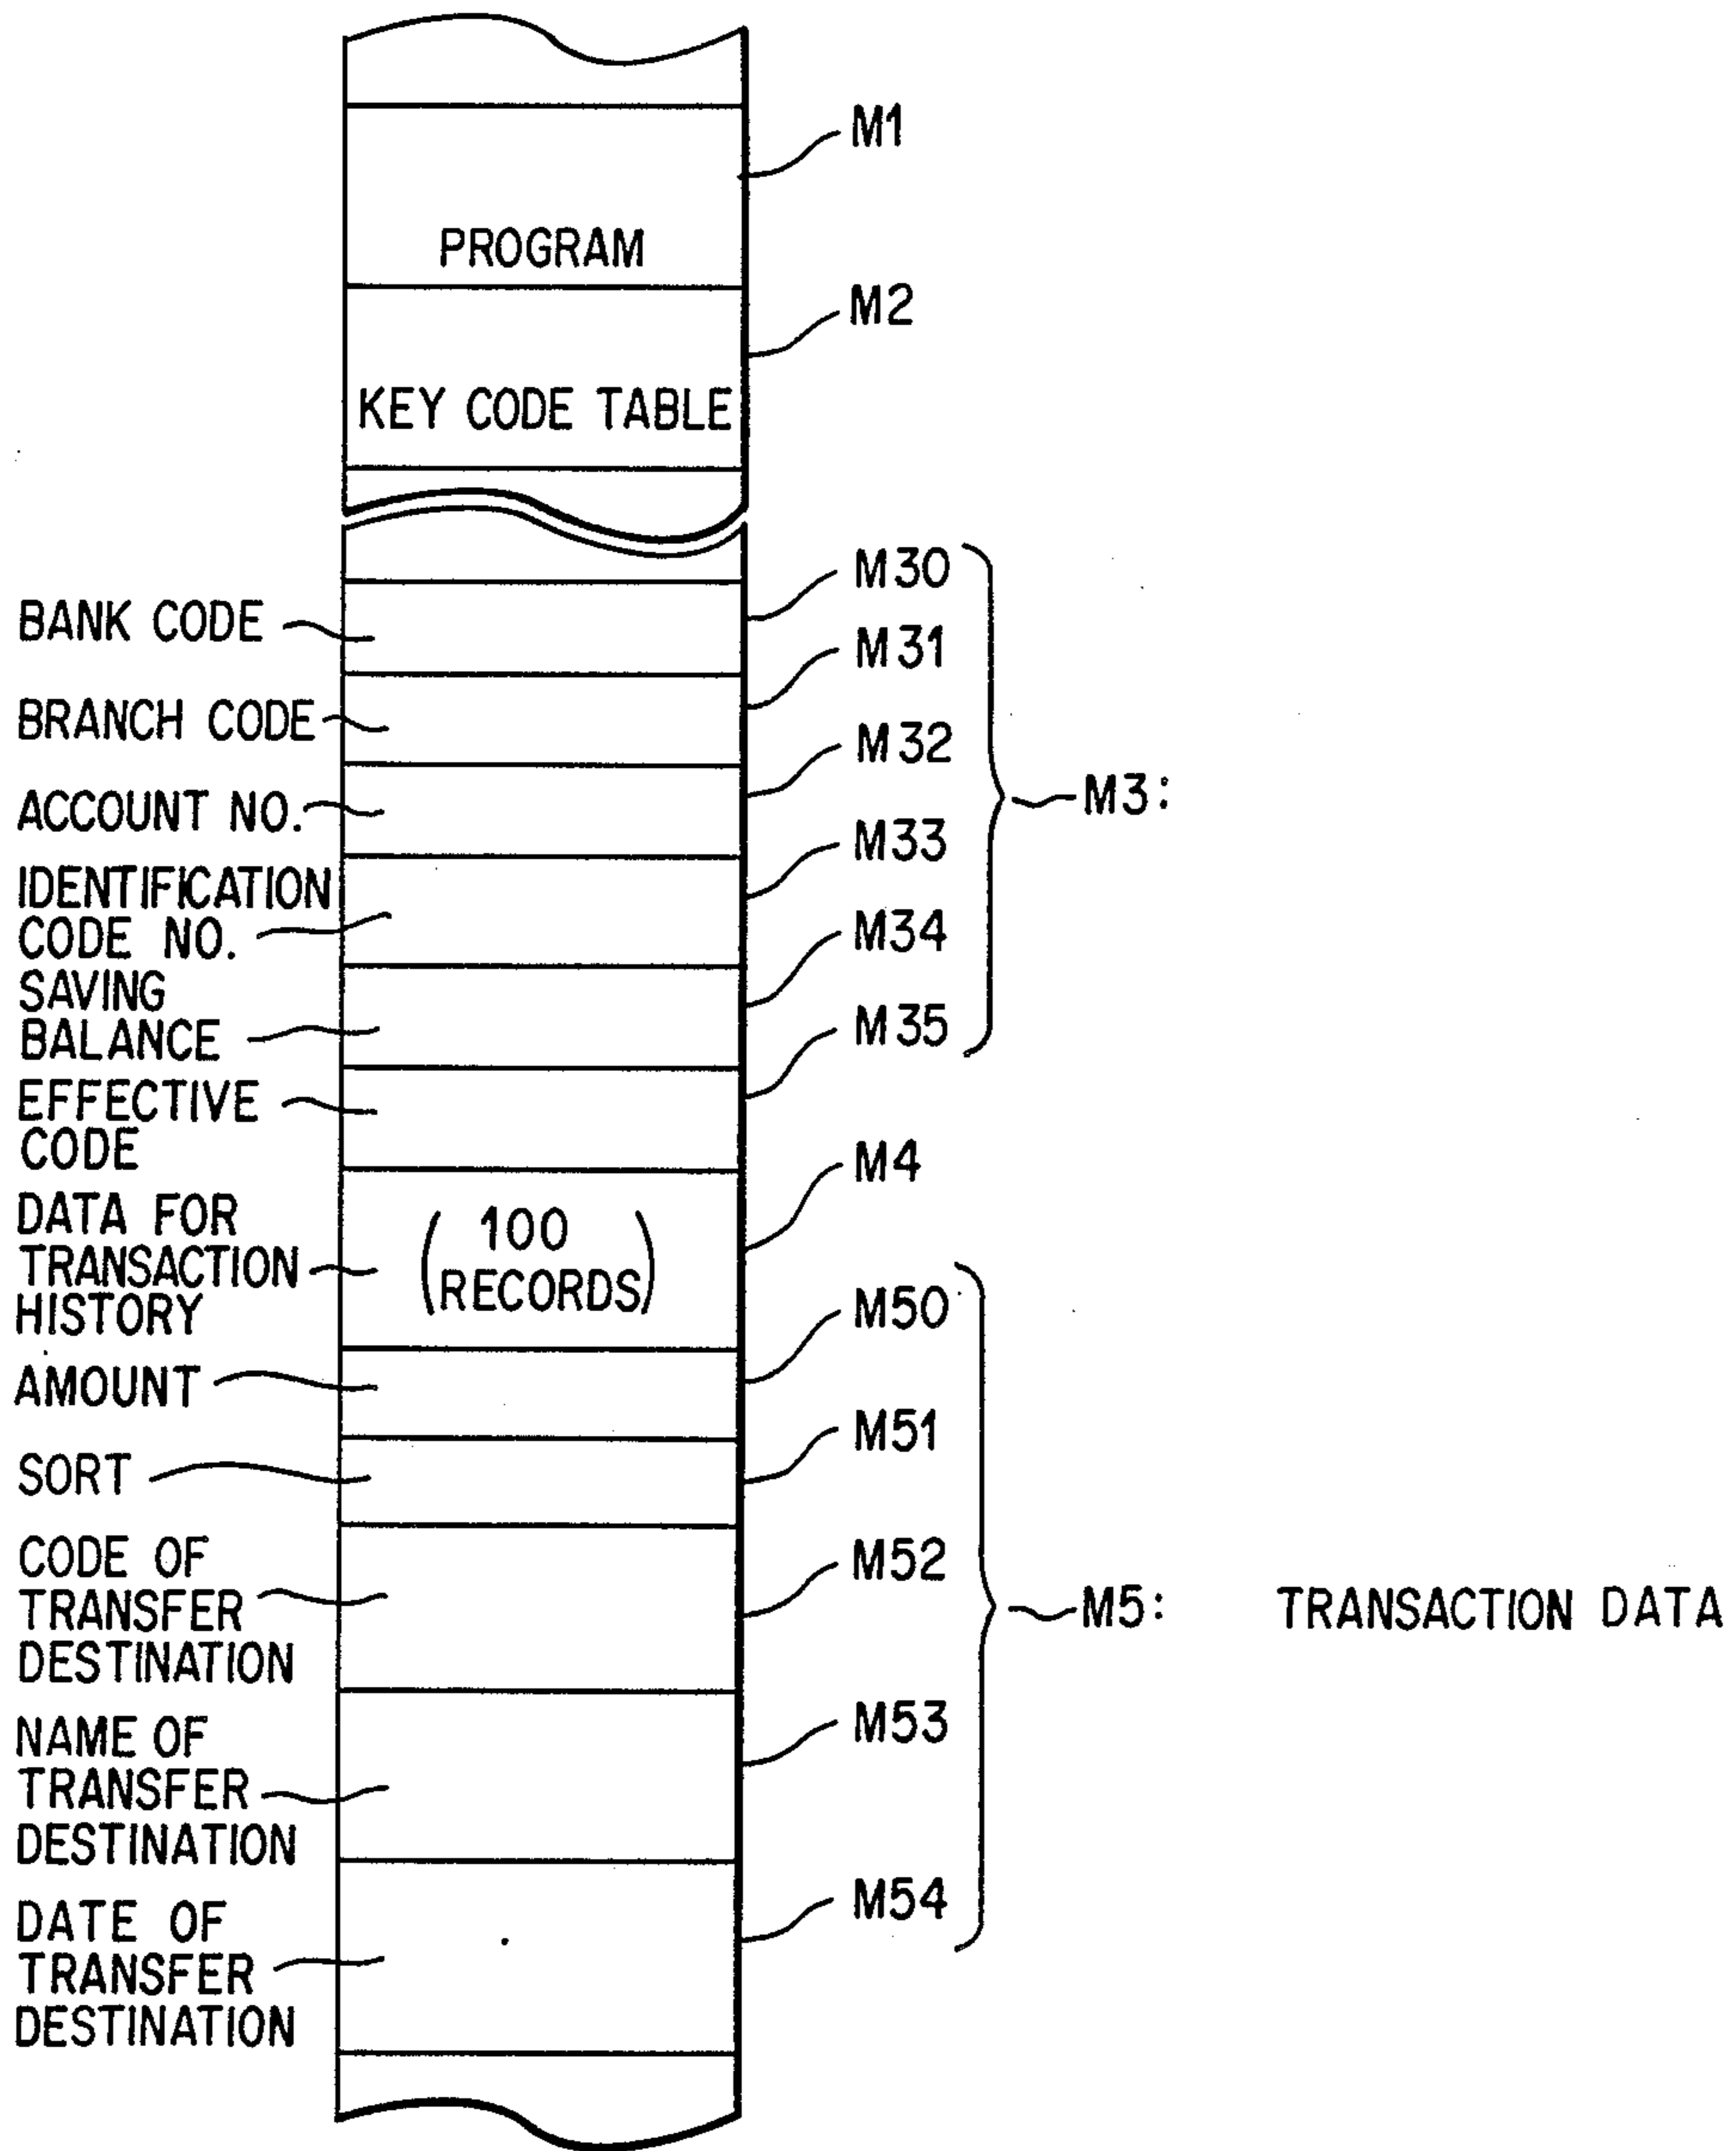 M1
PROGRAM
M2
KEY CODE TABLE
M30
BANK CODE
M31
BRANCH CODE
M32
M3:
ACCOUNT NO.
M33
IDENTIFICATION
CODE NO.
M34
SAVING
BALANCE
M35
EFFECTIVE
CODE
M4
DATA FOR
TRANSACTION
HISTORY
( 100
RECORDS )
M50
AMOUNT
M51
SORT
CODE OF
TRANSFER
DESTINATION
M52
M5: TRANSACTION DATA
NAME OF
TRANSFER
DESTINATION
M53
DATE OF
TRANSFER
DESTINATION
M54